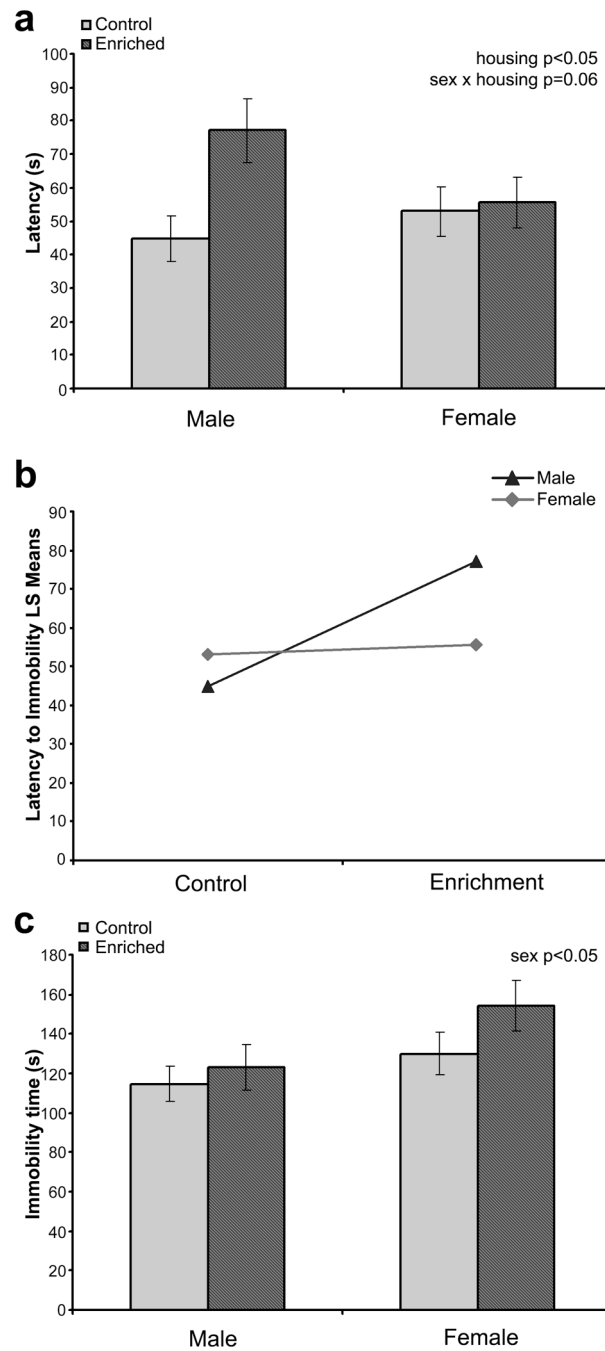 a
Control
Enriched
housing p<0.05
sex x housing p=0.06
Latency (s)
100
90
80
70
60
50
40
30
20
10
0
Male
Female
b
Male
Female
Latency to Immobility LS Means
90
80
70
60
50
40
30
20
10
0
Control
Enrichment
c
Control
Enriched
sex p<0.05
Immobility time (s)
180
160
140
120
100
80
60
40
20
0
Male
Female